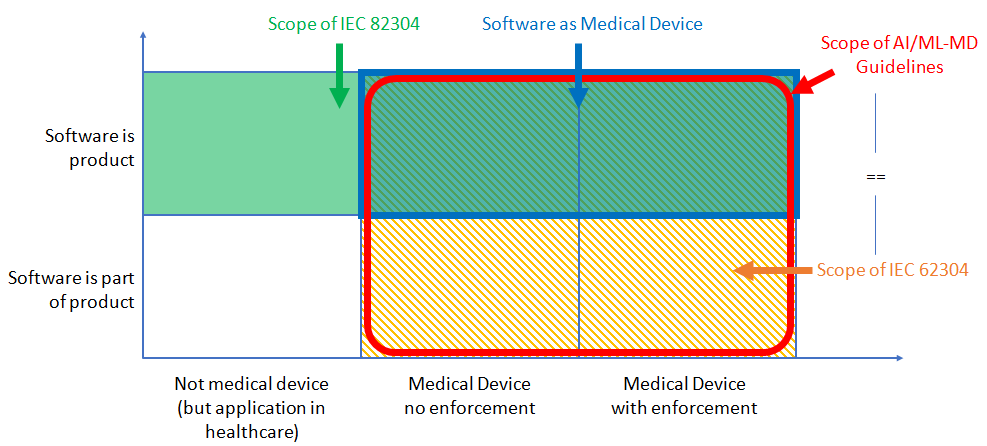 Scope of IEC 82304
Software as Medical Device
Scope of AI/ML-MD
Guidelines
Software is
product
==
Software is part
of product
Scope of IEC 62304
Not medical device
(but application in
healthcare)
Medical Device
no enforcement
Medical Device
with enforcement